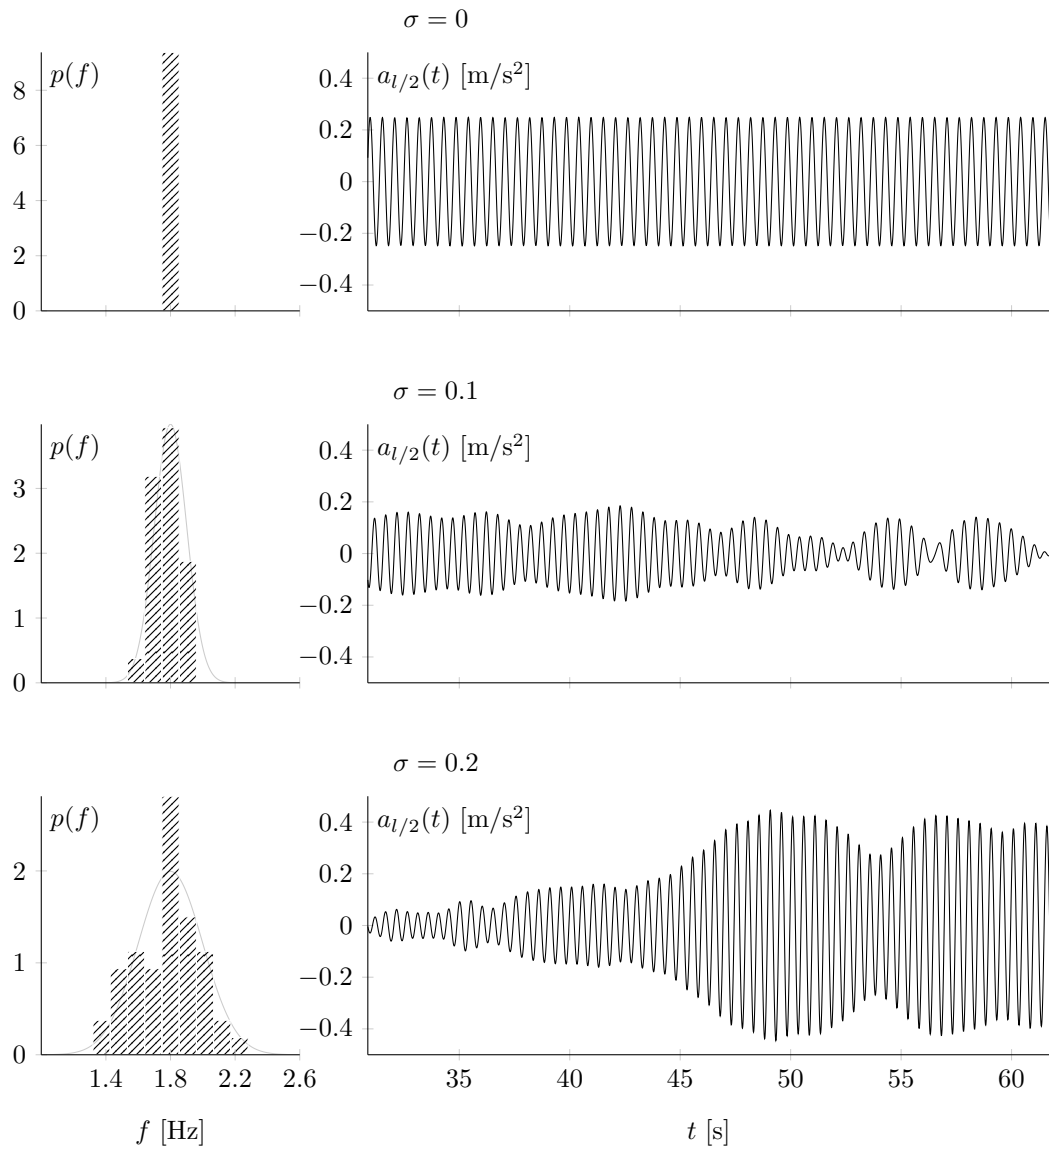 σ = 0
p(f)
8
6
4
2
0
a_{l/2}(t) [m/s²]
0.4
0.2
0
−0.2
−0.4
σ = 0.1
p(f)
3
2
1
0
a_{l/2}(t) [m/s²]
0.4
0.2
0
−0.2
−0.4
σ = 0.2
p(f)
2
1
0
1.4 1.8 2.2 2.6
f [Hz]
a_{l/2}(t) [m/s²]
0.4
0.2
0
−0.2
−0.4
35 40 45 50 55 60
t [s]